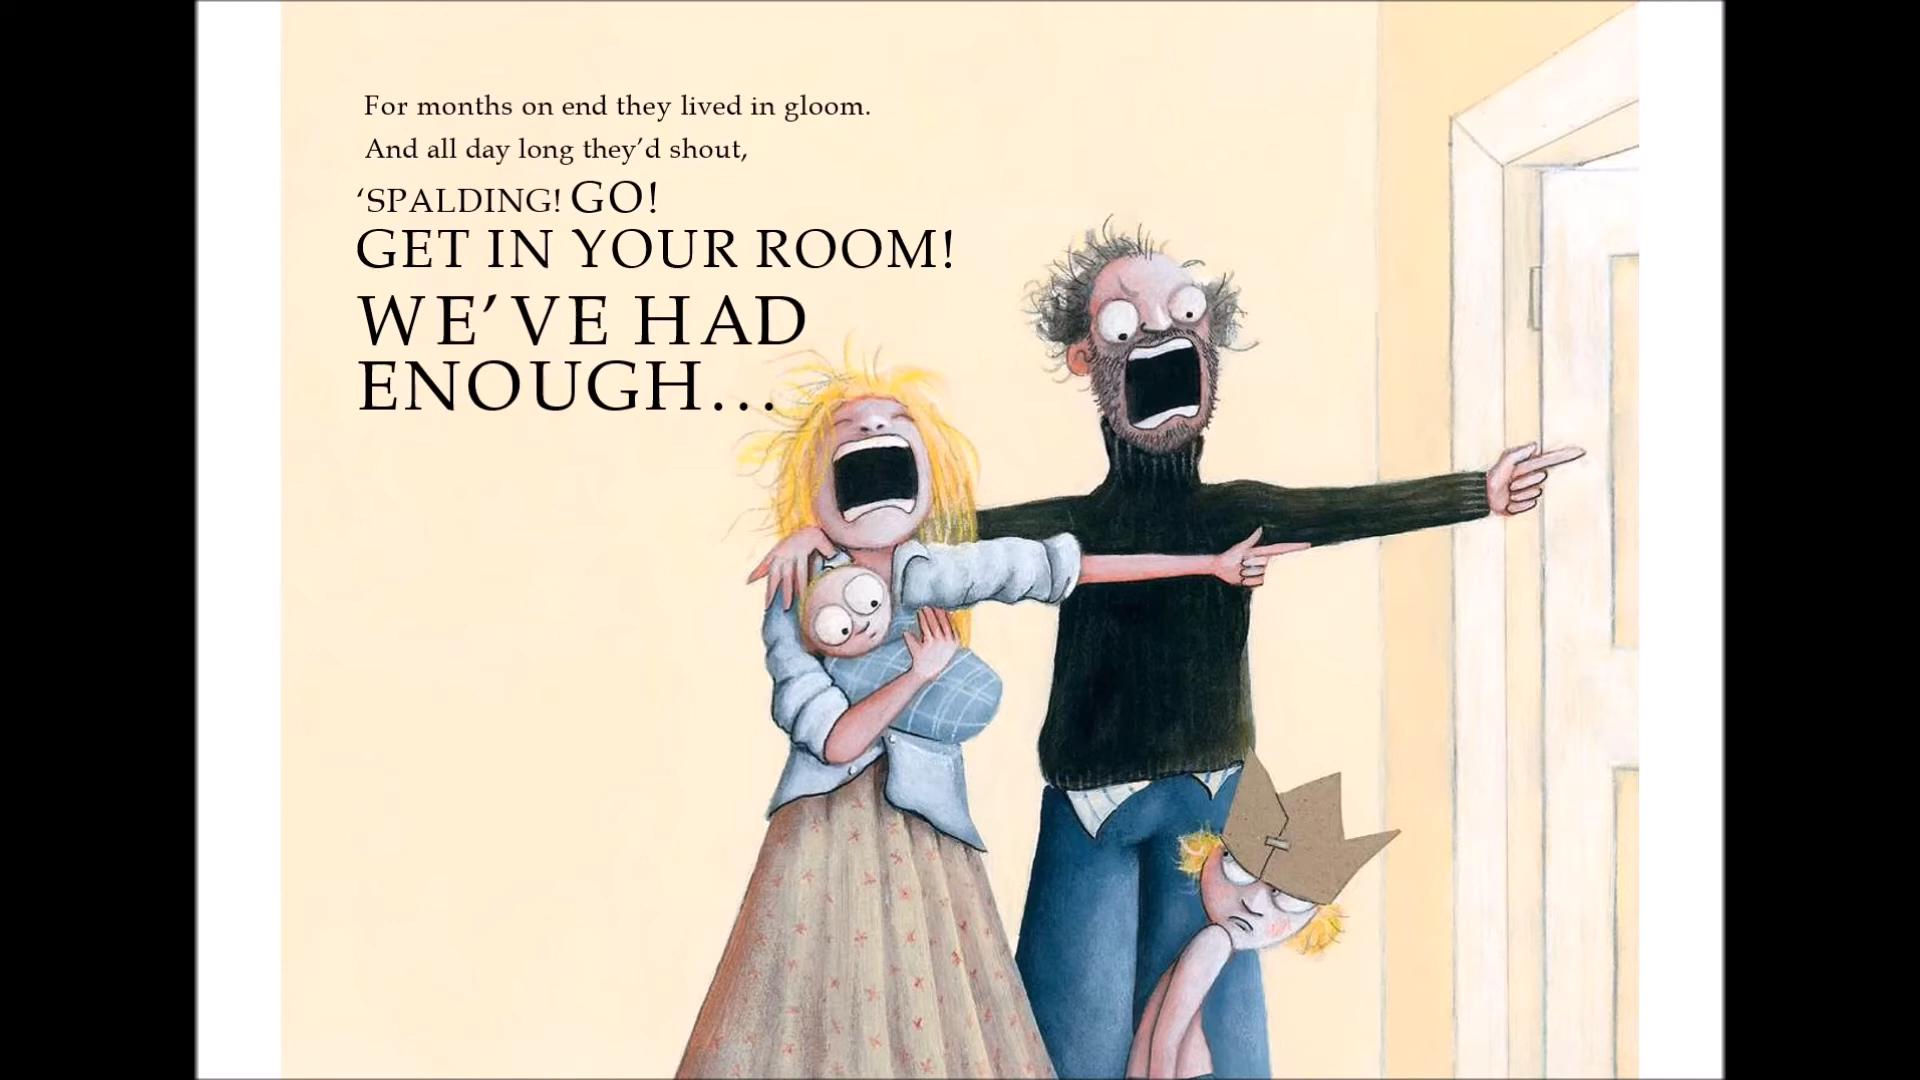 For months on end they lived in gloom.
And all day long they’d shout,
‘SPALDING! GO!
GET IN YOUR ROOM!
WE’VE HAD
ENOUGH...